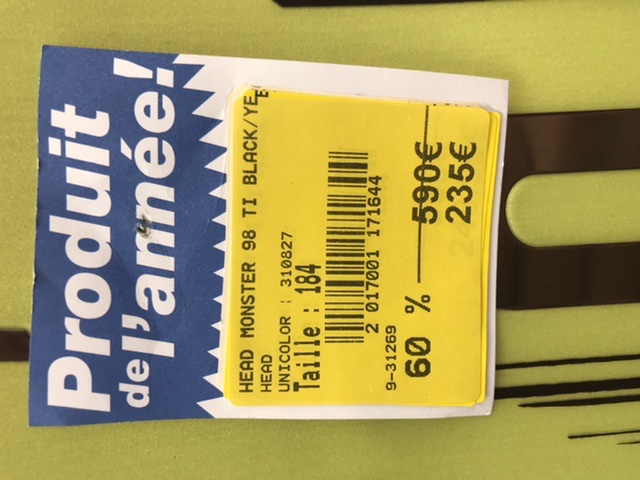 Produit
de l'année!
HEAD MONSTER 98 TI BLACK/YE
HEAD
UNICOLOR : 310827
Taille : 184
2 017001 171644
9-31269
60 % 590€
235€